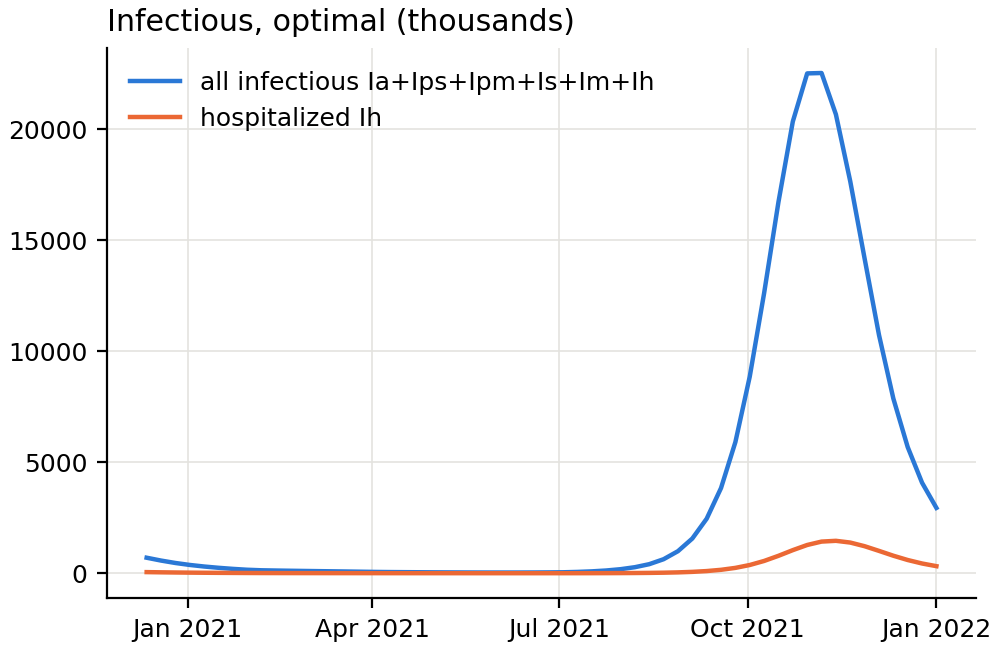 Infectious, optimal (thousands)
all infectious Ia+Ips+Ipm+Is+Im+Ih
hospitalized Ih
20000
15000
10000
5000
0
Jan 2021 Apr 2021 Jul 2021 Oct 2021 Jan 2022